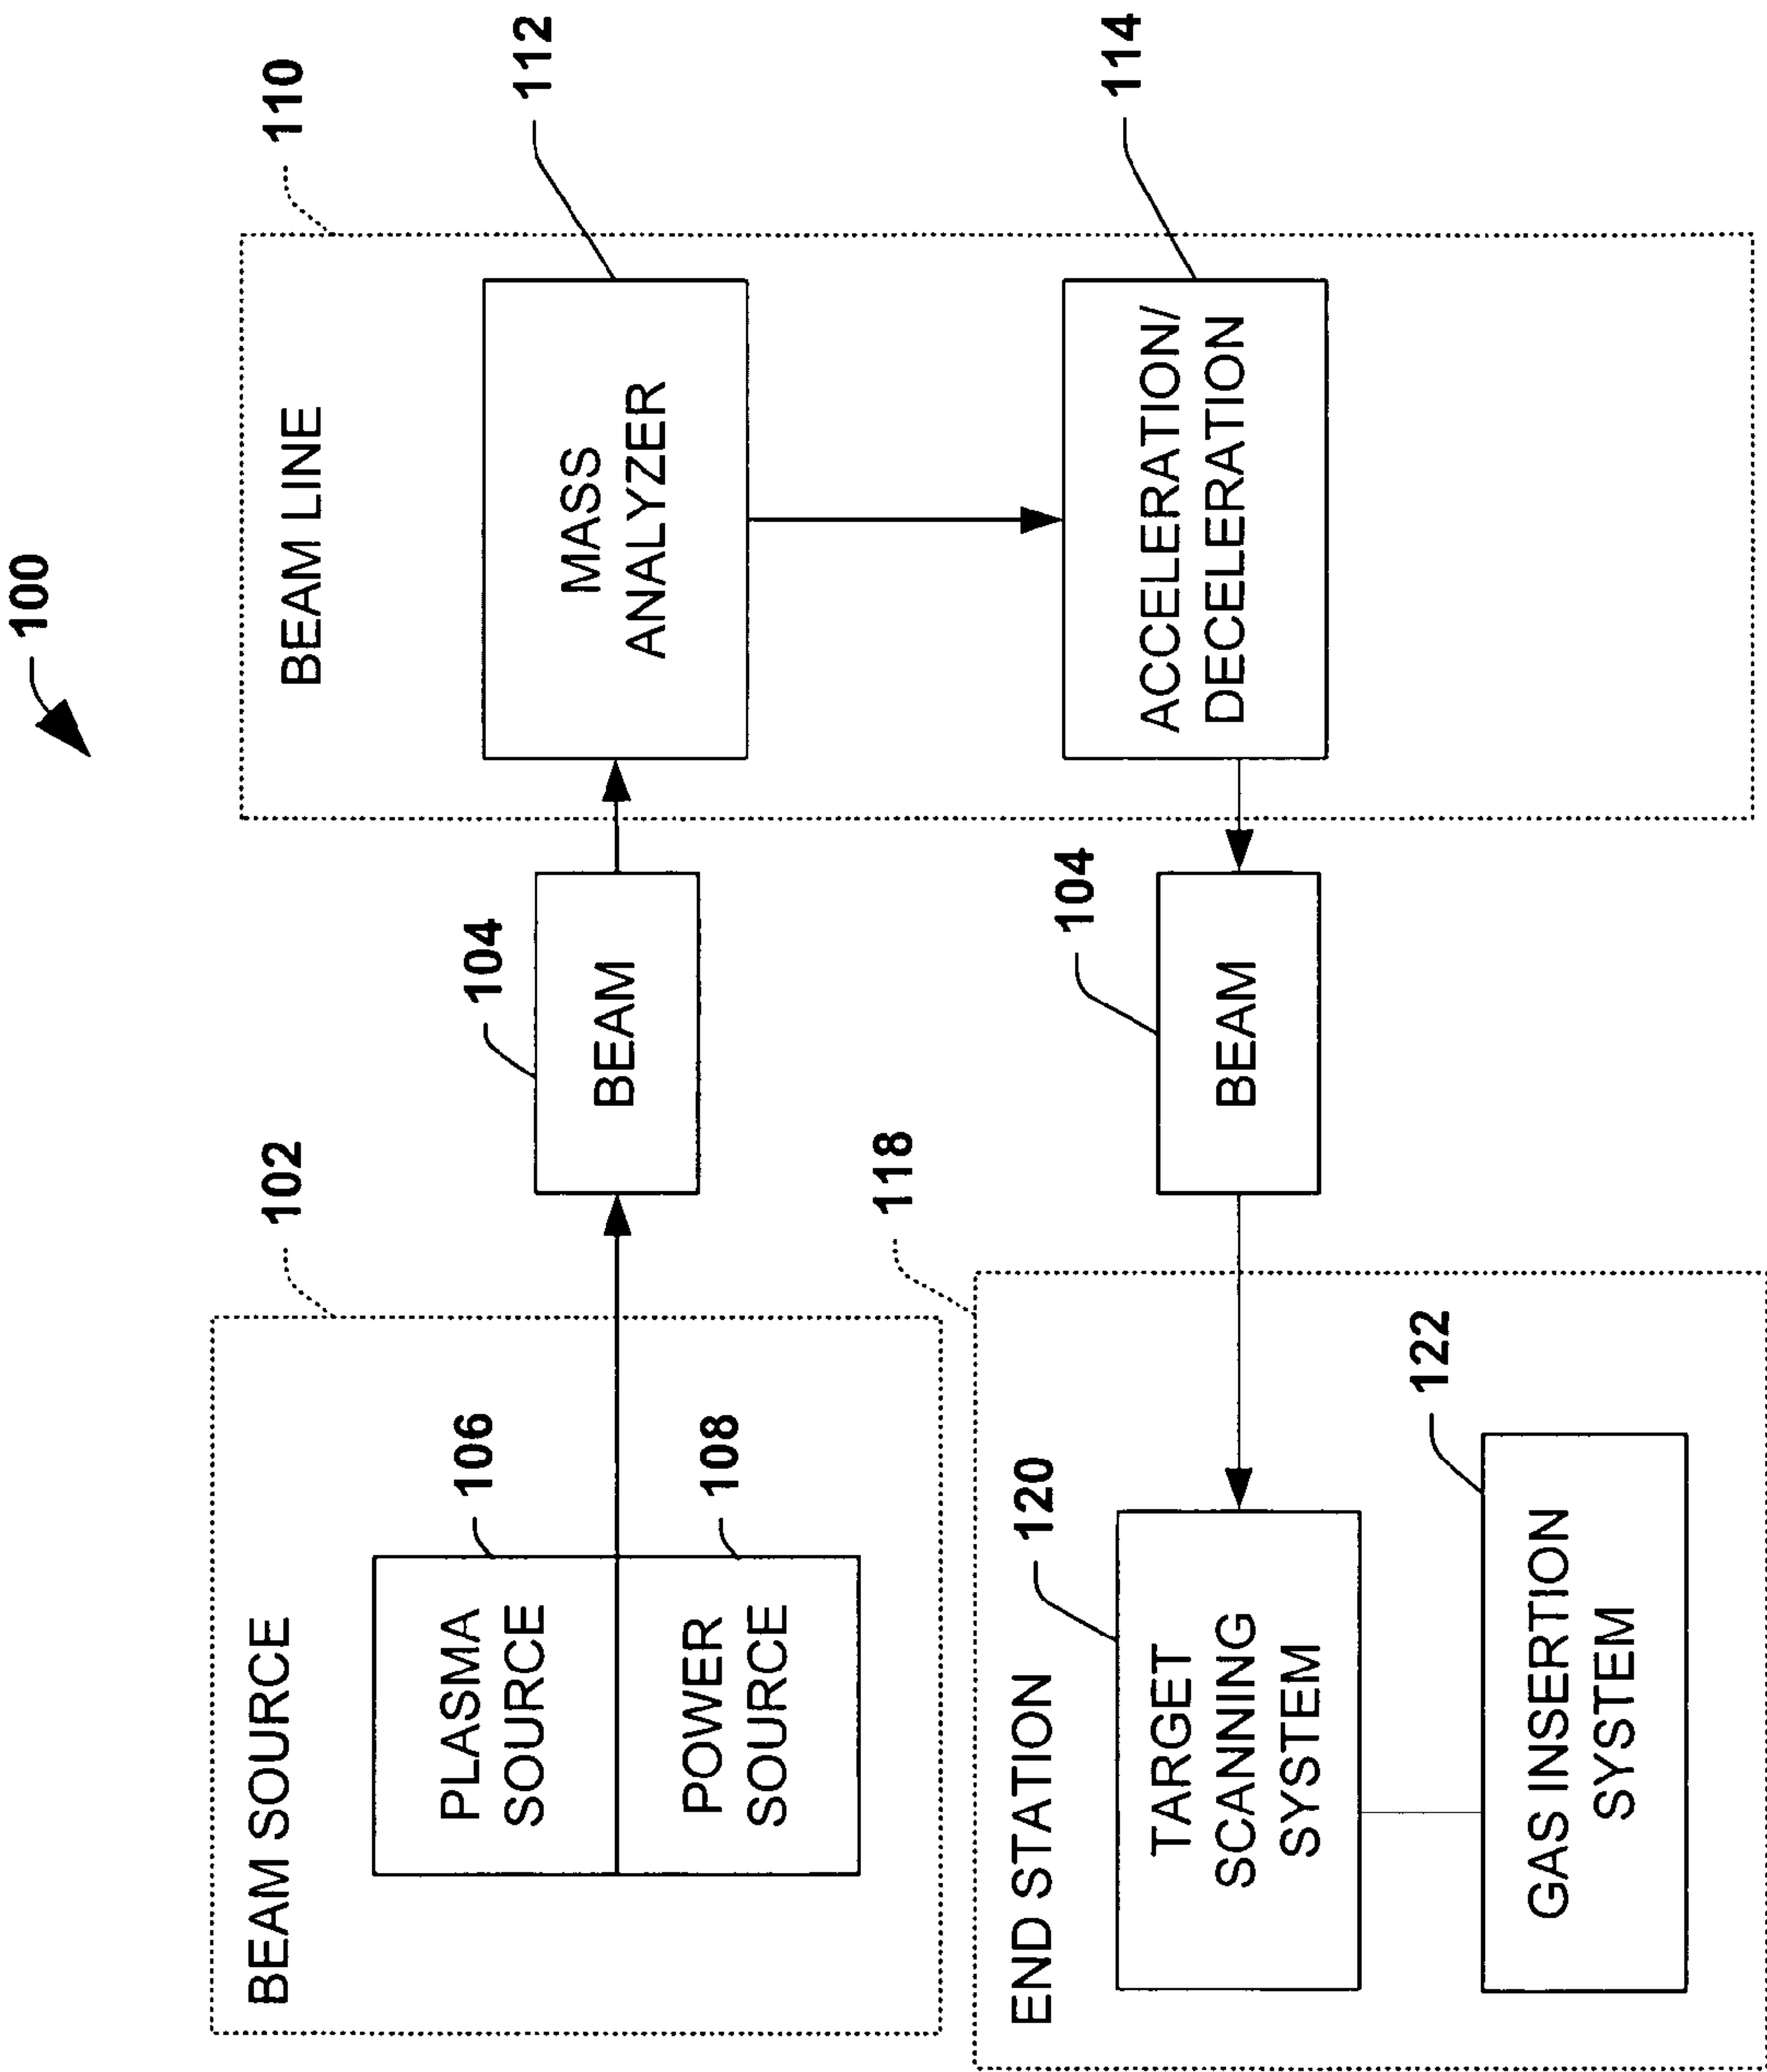 100
BEAM SOURCE
102
PLASMA
SOURCE
106
POWER
SOURCE
108
104
BEAM
110
BEAM LINE
MASS
ANALYZER
112
ACCELERATION/
DECELERATION
114
104
BEAM
118
END STATION
120
TARGET
SCANNING
SYSTEM
122
GAS INSERTION
SYSTEM